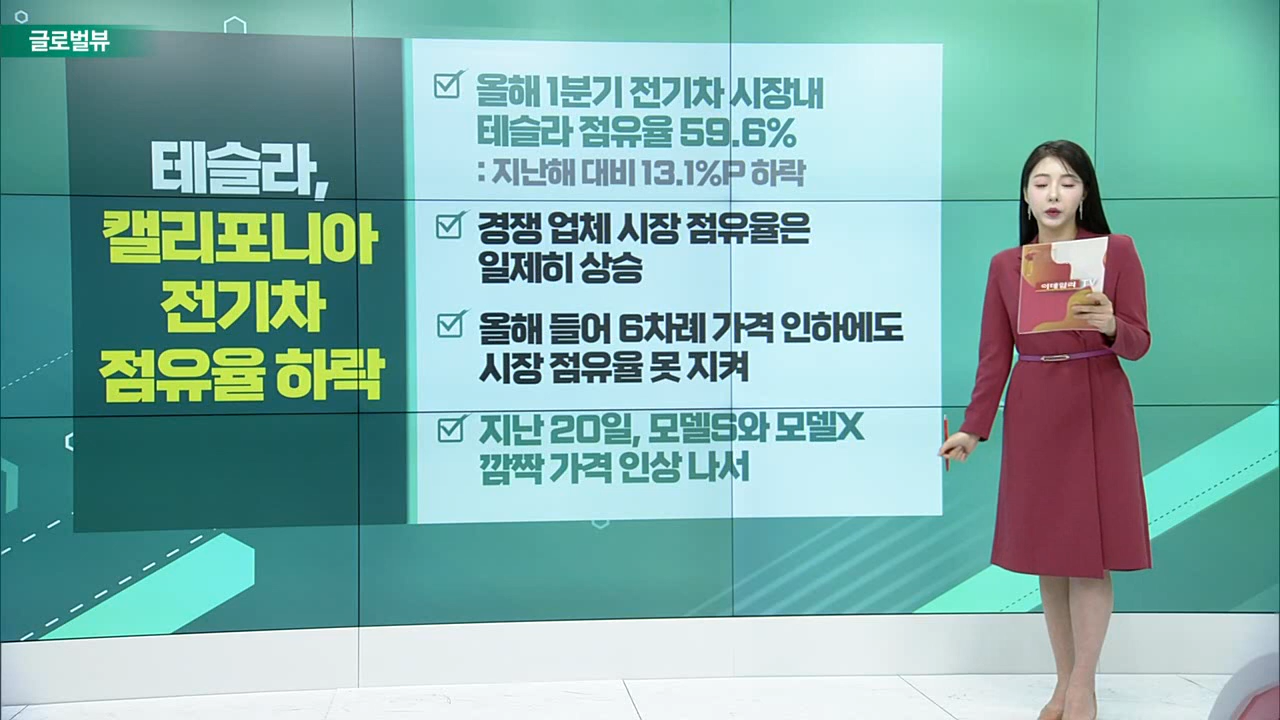 글로벌뷰
테슬라,
캘리포니아
전기차
점유율 하락
올해 1분기 전기차 시장내
테슬라 점유율 59.6%
: 지난해 대비 13.1%P 하락
경쟁 업체 시장 점유율은
일제히 상승
올해 들어 6차례 가격 인하에도
시장 점유율 못 지켜
지난 20일, 모델S와 모델X
깜짝 가격 인상 나서
이데일리 TV